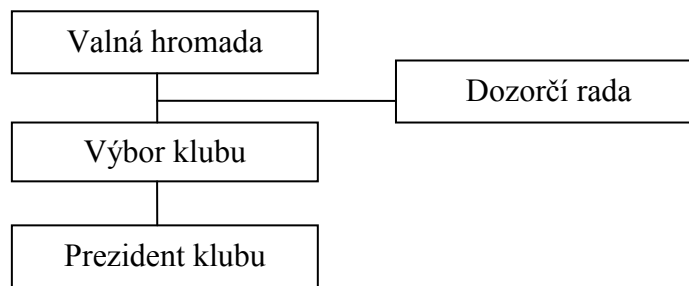 Valná hromada
Dozorčí rada
Výbor klubu
Prezident klubu